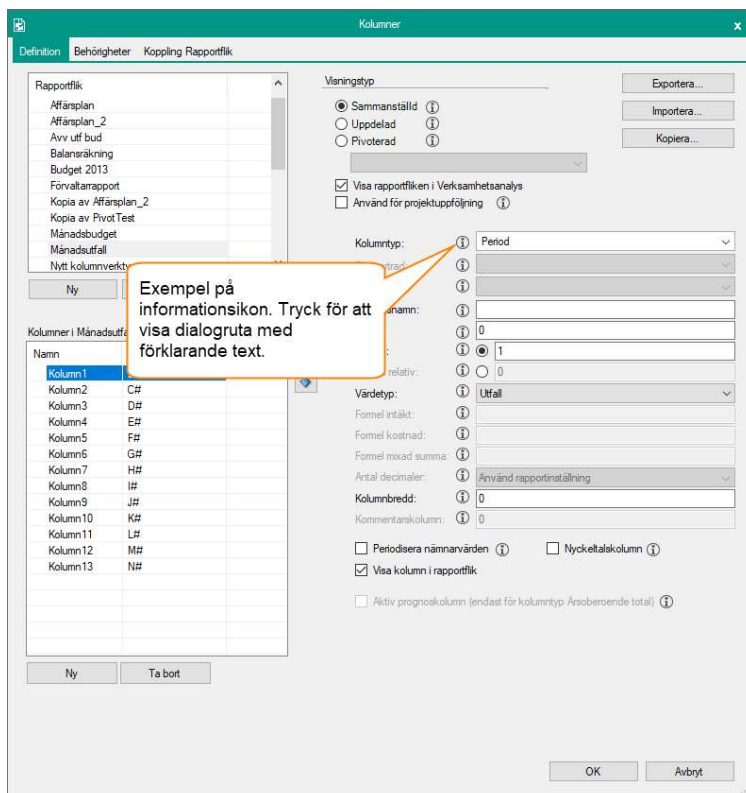 Kolumner
x
Definition Behörigheter Koppling Rapportflik
Rapportflik
Affärsplan
Affärsplan_2
Avv utf bud
Balansräkning
Budget 2013
Förvaltarrapport
Kopia av Affärsplan_2
Kopia av PivotTest
Månadsbudget
Månadsutfall
Nytt kolumnverkty
Ny
Exempel på
informationsikon. Tryck för att
visa dialogruta med
förklarande text.
Kolumner i Månadsutfa
Namn
Kolumn1
Kolumn2 C#
Kolumn3 D#
Kolumn4 E#
Kolumn5 F#
Kolumn6 G#
Kolumn7 H#
Kolumn8 I#
Kolumn9 J#
Kolumn10 K#
Kolumn11 L#
Kolumn12 M#
Kolumn13 N#
Ny Ta bort
Visningstyp
Sammanställd
Uppdelad
Pivoterad
Exportera...
Importera...
Kopiera...
Visa rapportfliken i Verksamhetsanalys
Använd för projektuppföljning
Kolumntyp: Period
0
1
relativ: 0
Värdetyp: Utfall
Formel intäkt:
Formel kostnad:
Formel mixad summa:
Antal decimaler: Använd rapportinställning
Kolumnbredd: 0
Kommentarskolumn: 0
Periodisera nämnarvärden Nyckeltalskolumn
Visa kolumn i rapportflik
Aktiv prognoskolumn (endast för kolumntyp Årsoberoende total)
OK Avbryt